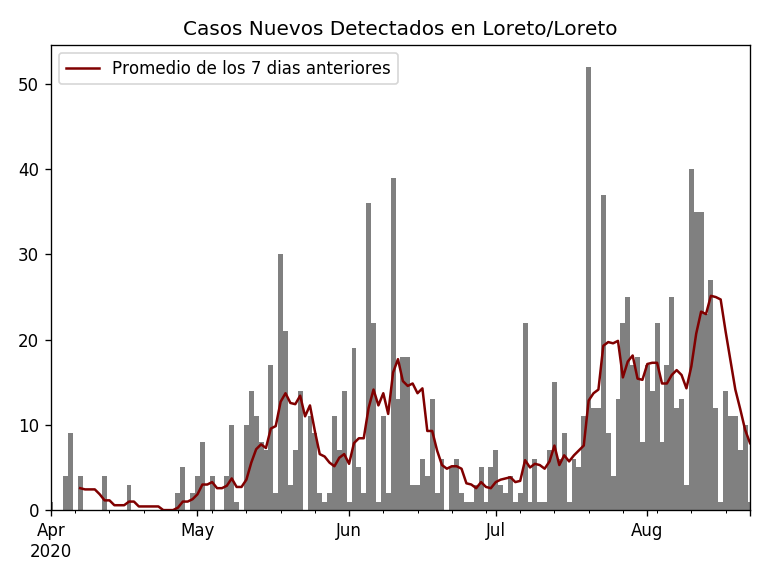 Casos Nuevos Detectados en Loreto/Loreto
Promedio de los 7 dias anteriores
50
40
30
20
10
0
Apr
2020
May
Jun
Jul
Aug